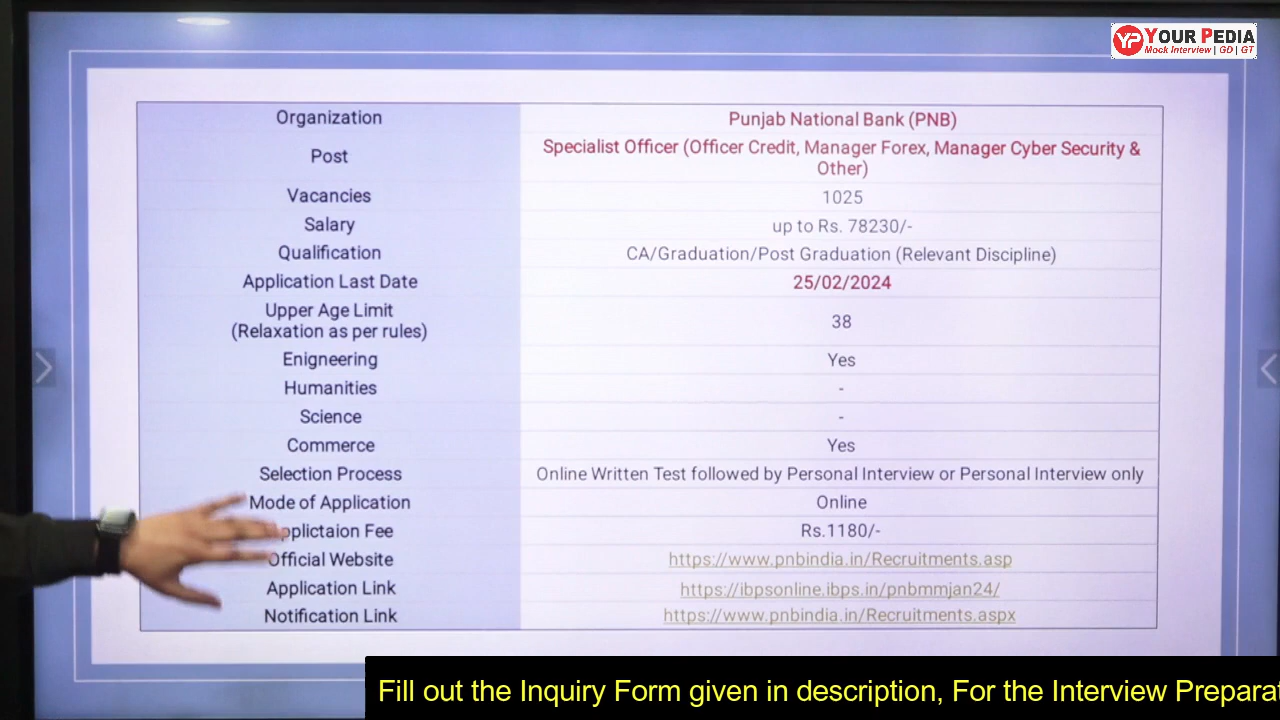 YP YOUR PEDIA
Mock Interview | GD | GT
Organization Punjab National Bank (PNB)
Post Specialist Officer (Officer Credit, Manager Forex, Manager Cyber Security &
Other)
Vacancies 1025
Salary up to Rs. 78230/-
Qualification CA/Graduation/Post Graduation (Relevant Discipline)
Application Last Date 25/02/2024
Upper Age Limit
(Relaxation as per rules) 38
Enigneering Yes
Humanities -
Science -
Commerce Yes
Selection Process Online Written Test followed by Personal Interview or Personal Interview only
Mode of Application Online
pplictaion Fee Rs.1180/-
Official Website https://www.pnbindia.in/Recruitments.asp
Application Link https://ibpsonline.ibps.in/pnbmmjan24/
Notification Link https://www.pnbindia.in/Recruitments.aspx
Fill out the Inquiry Form given in description, For the Interview Preparat